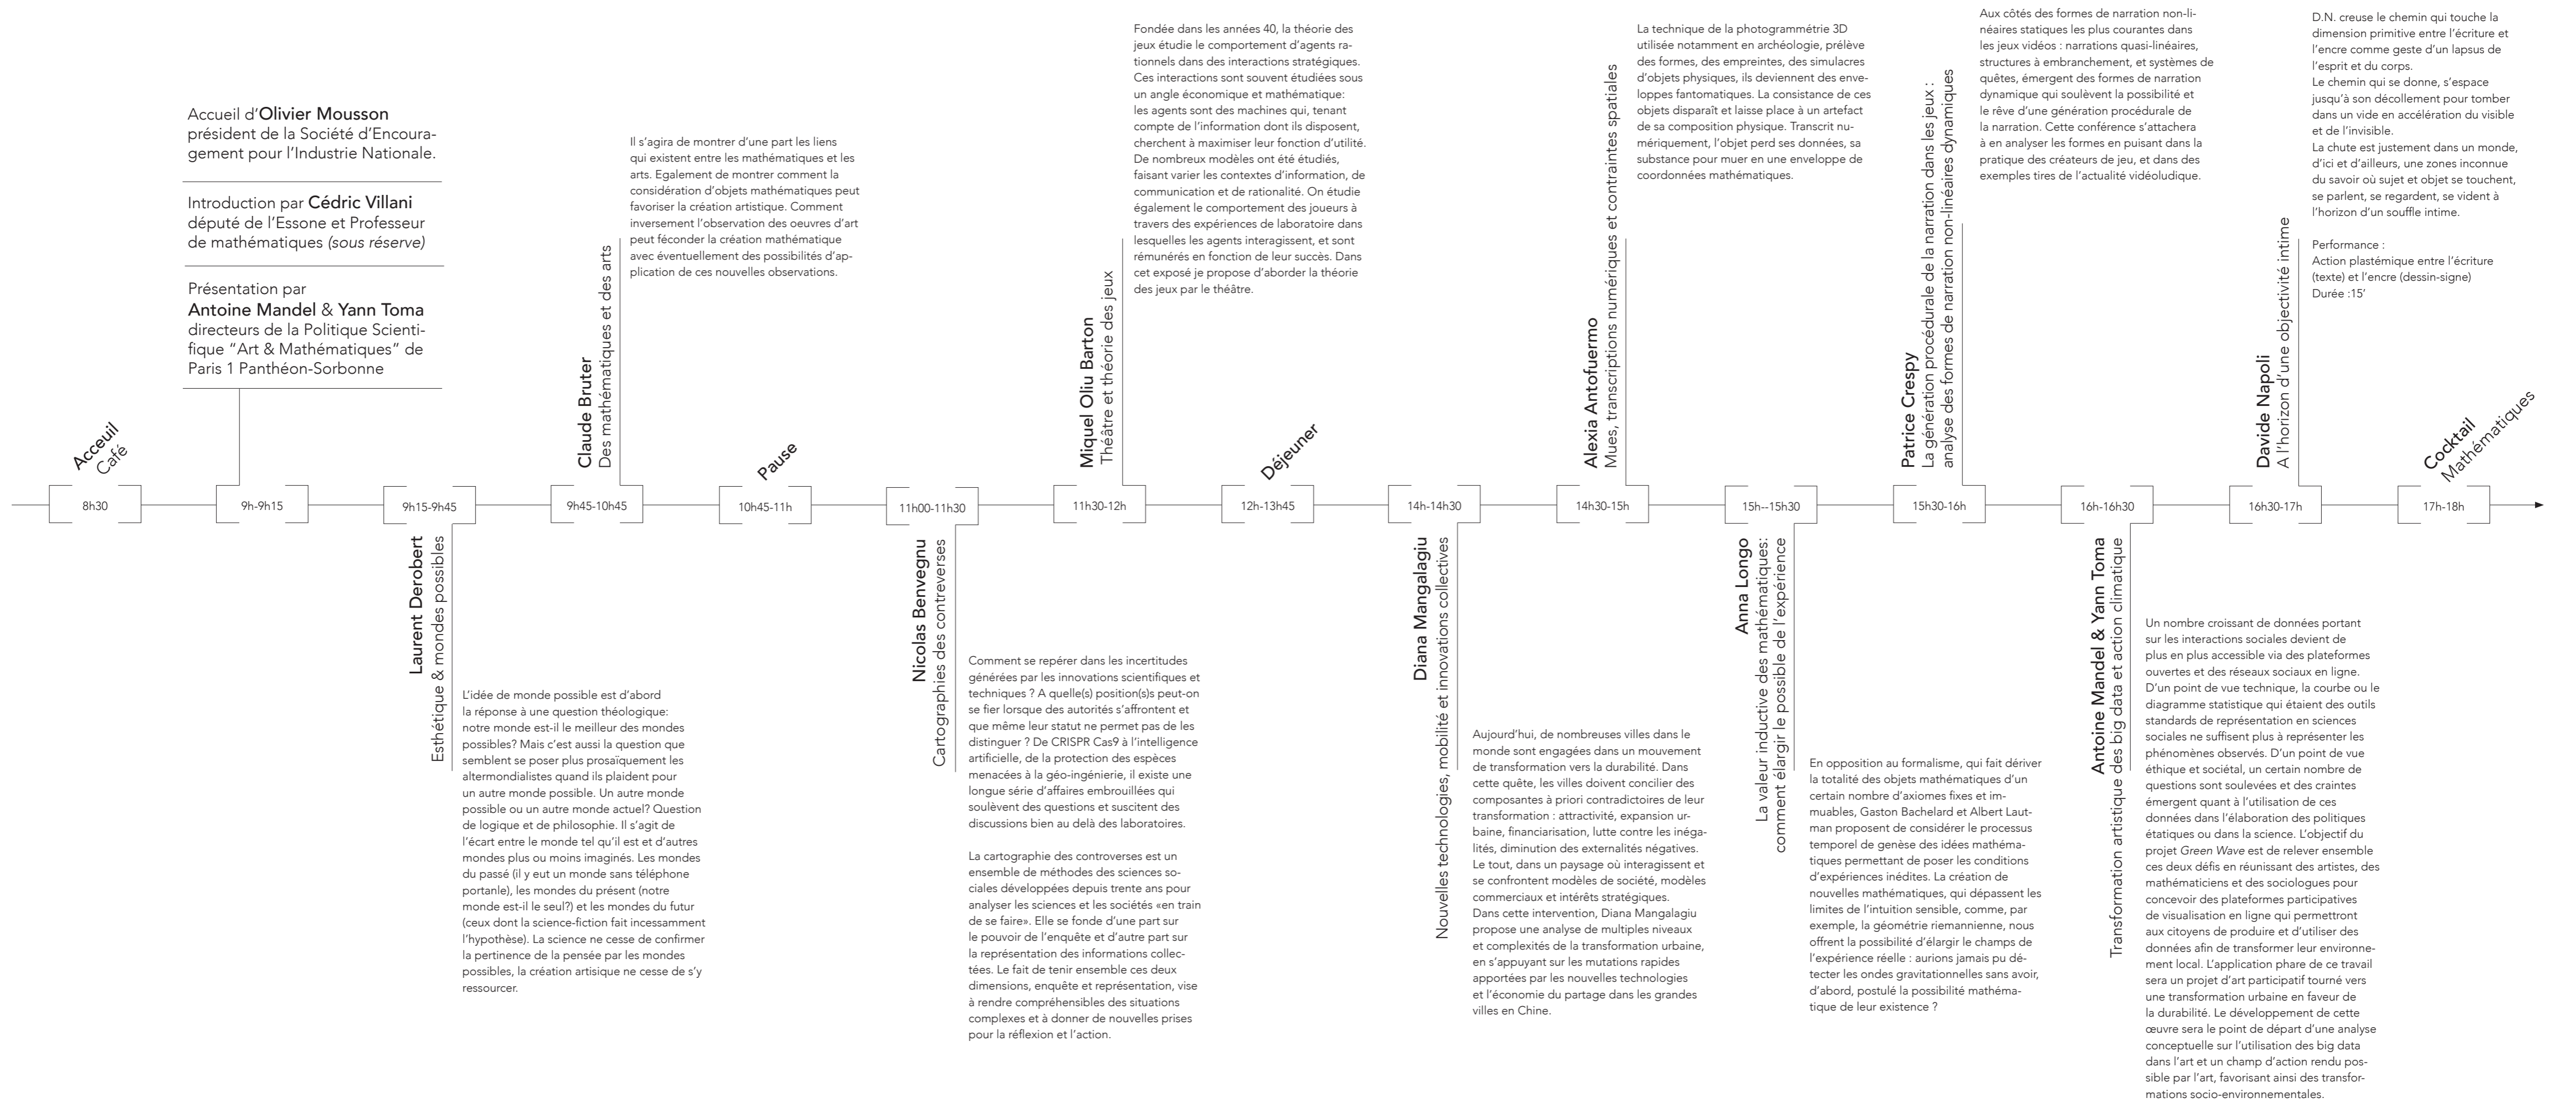 Acceuil
Café
8h30
Accueil d’Olivier Mousson
président de la Société d’Encoura-
gement pour l’Industrie Nationale.
Introduction par Cédric Villani
député de l’Essone et Professeur
de mathématiques (sous réserve)
Présentation par
Antoine Mandel & Yann Toma
directeurs de la Politique Scienti-
fique “Art & Mathématiques” de
Paris 1 Panthéon-Sorbonne
9h-9h15
9h15-9h45
Laurent Derobert
Esthétique & mondes possibles
L’idée de monde possible est d’abord
la réponse à une question théologique:
notre monde est-il le meilleur des mondes
possibles? Mais c’est aussi la question que
semblent se poser plus prosaïquement les
altermondialistes quand ils plaident pour
un autre monde possible. Un autre monde
possible ou un autre monde actuel? Question
de logique et de philosophie. Il s’agit de
l’écart entre le monde tel qu’il est et d’autres
mondes plus ou moins imaginés. Les mondes
du passé (il y eut un monde sans téléphone
portanle), les mondes du présent (notre
monde est-il le seul?) et les mondes du futur
(ceux dont la science-fiction fait incessamment
l’hypothèse). La science ne cesse de confirmer
la pertinence de la pensée par les mondes
possibles, la création artisique ne cesse de s’y
ressourcer.
Claude Bruter
Des mathématiques et des arts
Il s’agira de montrer d’une part les liens
qui existent entre les mathématiques et les
arts. Egalement de montrer comment la
considération d’objets mathématiques peut
favoriser la création artistique. Comment
inversement l’observation des oeuvres d’art
peut féconder la création mathématique
avec éventuellement des possibilités d’ap-
plication de ces nouvelles observations.
9h45-10h45
Pause
10h45-11h
11h00-11h30
Nicolas Benvegnu
Cartographies des contreverses
Comment se repérer dans les incertitudes
générées par les innovations scientifiques et
techniques ? A quelle(s) position(s)s peut-on
se fier lorsque des autorités s’affrontent et
que même leur statut ne permet pas de les
distinguer ? De CRISPR Cas9 à l’intelligence
artificielle, de la protection des espèces
menacées à la géo-ingénierie, il existe une
longue série d’affaires embrouillées qui
soulèvent des questions et suscitent des
discussions bien au delà des laboratoires.
La cartographie des controverses est un
ensemble de méthodes des sciences so-
ciales développées depuis trente ans pour
analyser les sciences et les sociétés «en train
de se faire». Elle se fonde d’une part sur
le pouvoir de l’enquête et d’autre part sur
la représentation des informations collec-
tées. Le fait de tenir ensemble ces deux
dimensions, enquête et représentation, vise
à rendre compréhensibles des situations
complexes et à donner de nouvelles prises
pour la réflexion et l’action.
Miquel Oliu Barton
Théâtre et théorie des jeux
Fondée dans les années 40, la théorie des
jeux étudie le comportement d’agents ra-
tionnels dans des interactions stratégiques.
Ces interactions sont souvent étudiées sous
un angle économique et mathématique:
les agents sont des machines qui, tenant
compte de l’information dont ils disposent,
cherchent à maximiser leur fonction d’utilité.
De nombreux modèles ont été étudiés,
faisant varier les contextes d’information, de
communication et de rationalité. On étudie
également le comportement des joueurs à
travers des expériences de laboratoire dans
lesquelles les agents interagissent, et sont
rémunérés en fonction de leur succès. Dans
cet exposé je propose d’aborder la théorie
des jeux par le théâtre.
11h30-12h
Déjeuner
12h-13h45
14h-14h30
Diana Mangalagiu
Nouvelles technologies, mobilité et innovations collectives
Aujourd’hui, de nombreuses villes dans le
monde sont engagées dans un mouvement
de transformation vers la durabilité. Dans
cette quête, les villes doivent concilier des
composantes à priori contradictoires de leur
transformation : attractivité, expansion ur-
baine, financiarisation, lutte contre les inéga-
lités, diminution des externalités négatives.
Le tout, dans un paysage où interagissent et
se confrontent modèles de société, modèles
commerciaux et intérêts stratégiques.
Dans cette intervention, Diana Mangalagiu
propose une analyse de multiples niveaux
et complexités de la transformation urbaine,
en s’appuyant sur les mutations rapides
apportées par les nouvelles technologies
et l’économie du partage dans les grandes
villes en Chine.
Alexia Antofuermo
Mues, transcriptions numériques et contraintes spatiales
La technique de la photogrammétrie 3D
utilisée notamment en archéologie, prélève
des formes, des empreintes, des simulacres
d’objets physiques, ils deviennent des enve-
loppes fantomatiques. La consistance de ces
objets disparaît et laisse place à un artefact
de sa composition physique. Transcrit nu-
mériquement, l’objet perd ses données, sa
substance pour muer en une enveloppe de
coordonnées mathématiques.
14h30-15h
15h--15h30
Anna Longo
La valeur inductive des mathématiques:
comment élargir le possible de l’expérience
En opposition au formalisme, qui fait dériver
la totalité des objets mathématiques d’un
certain nombre d’axiomes fixes et im-
muables, Gaston Bachelard et Albert Laut-
man proposent de considérer le processus
temporel de genèse des idées mathéma-
tiques permettant de poser les conditions
d’expériences inédites. La création de
nouvelles mathématiques, qui dépassent les
limites de l’intuition sensible, comme, par
exemple, la géométrie riemannienne, nous
offrent la possibilité d’élargir le champs de
l’expérience réelle : aurions jamais pu dé-
tecter les ondes gravitationnelles sans avoir,
d’abord, postulé la possibilité mathéma-
tique de leur existence ?
Patrice Crespy
La génération procédurale de la narration dans les jeux :
analyse des formes de narration non-linéaires dynamiques
Aux côtés des formes de narration non-li-
néaires statiques les plus courantes dans
les jeux vidéos : narrations quasi-linéaires,
structures à embranchement, et systèmes de
quêtes, émergent des formes de narration
dynamique qui soulèvent la possibilité et
le rêve d’une génération procédurale de
la narration. Cette conférence s’attachera
à en analyser les formes en puisant dans la
pratique des créateurs de jeu, et dans des
exemples tires de l’actualité vidéoludique.
15h30-16h
16h-16h30
Antoine Mandel & Yann Toma
Transformation artistique des big data et action climatique
Un nombre croissant de données portant
sur les interactions sociales devient de
plus en plus accessible via des plateformes
ouvertes et des réseaux sociaux en ligne.
D’un point de vue technique, la courbe ou le
diagramme statistique qui étaient des outils
standards de représentation en sciences
sociales ne suffisent plus à représenter les
phénomènes observés. D’un point de vue
éthique et sociétal, un certain nombre de
questions sont soulevées et des craintes
émergent quant à l’utilisation de ces
données dans l’élaboration des politiques
étatiques ou dans la science. L’objectif du
projet Green Wave est de relever ensemble
ces deux défis en réunissant des artistes, des
mathématiciens et des sociologues pour
concevoir des plateformes participatives
de visualisation en ligne qui permettront
aux citoyens de produire et d’utiliser des
données afin de transformer leur environne-
ment local. L’application phare de ce travail
sera un projet d’art participatif tourné vers
une transformation urbaine en faveur de
la durabilité. Le développement de cette
œuvre sera le point de départ d’une analyse
conceptuelle sur l’utilisation des big data
dans l’art et un champ d’action rendu pos-
sible par l’art, favorisant ainsi des transfor-
mations socio-environnementales.
Davide Napoli
A l’horizon d’une objectivité intime
D.N. creuse le chemin qui touche la
dimension primitive entre l’écriture et
l’encre comme geste d’un lapsus de
l’esprit et du corps.
Le chemin qui se donne, s’espace
jusqu’à son décollement pour tomber
dans un vide en accélération du visible
et de l’invisible.
La chute est justement dans un monde,
d’ici et d’ailleurs, une zones inconnue
du savoir où sujet et objet se touchent,
se parlent, se regardent, se vident à
l’horizon d’un souffle intime.
Performance :
Action plastémique entre l’écriture
(texte) et l’encre (dessin-signe)
Durée :15’
16h30-17h
Cocktail
Mathématiques
17h-18h